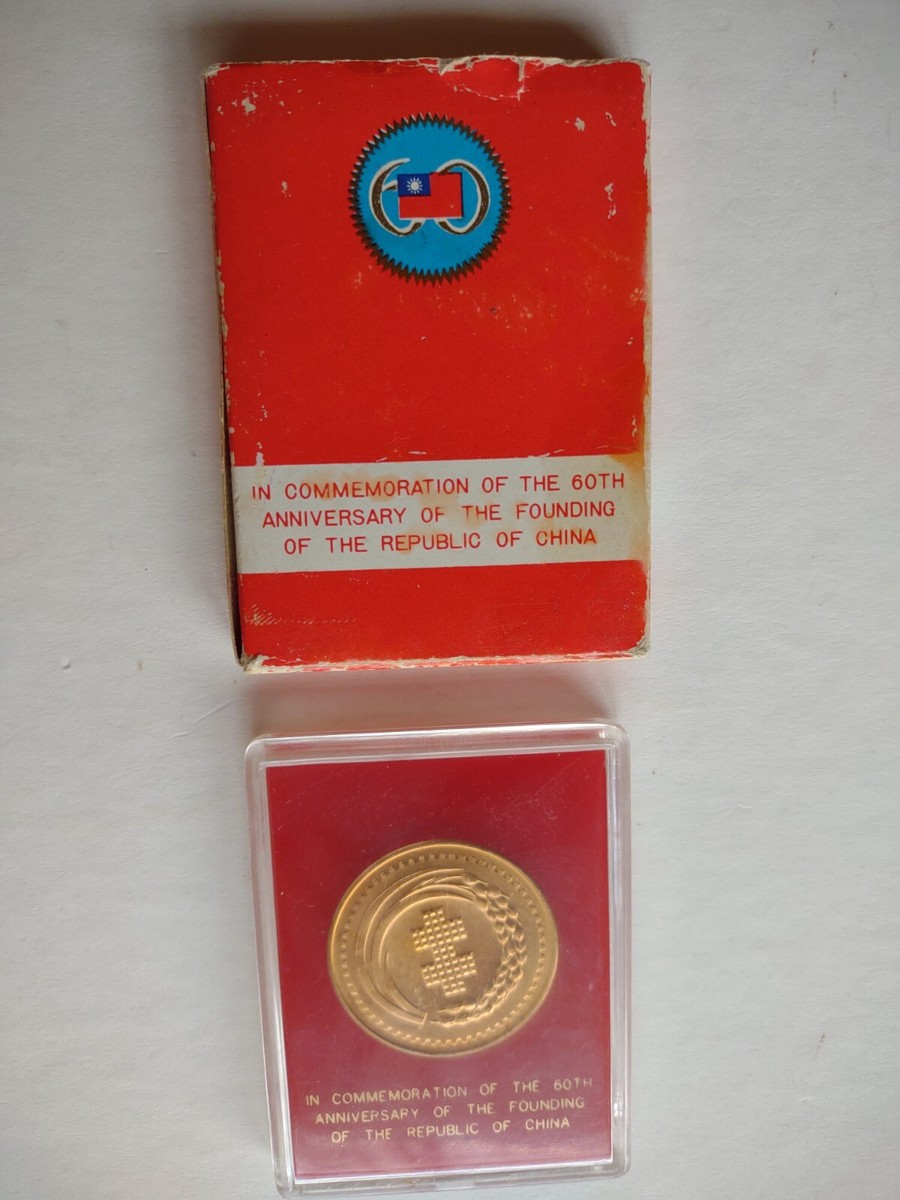 60
IN COMMEMORATION OF THE 60TH
ANNIVERSARY OF THE FOUNDING
OF THE REPUBLIC OF CHINA
IN COMMEMORATION OF THE 60TH
ANNIVERSARY OF THE FOUNDING
OF THE REPUBLIC OF CHINA